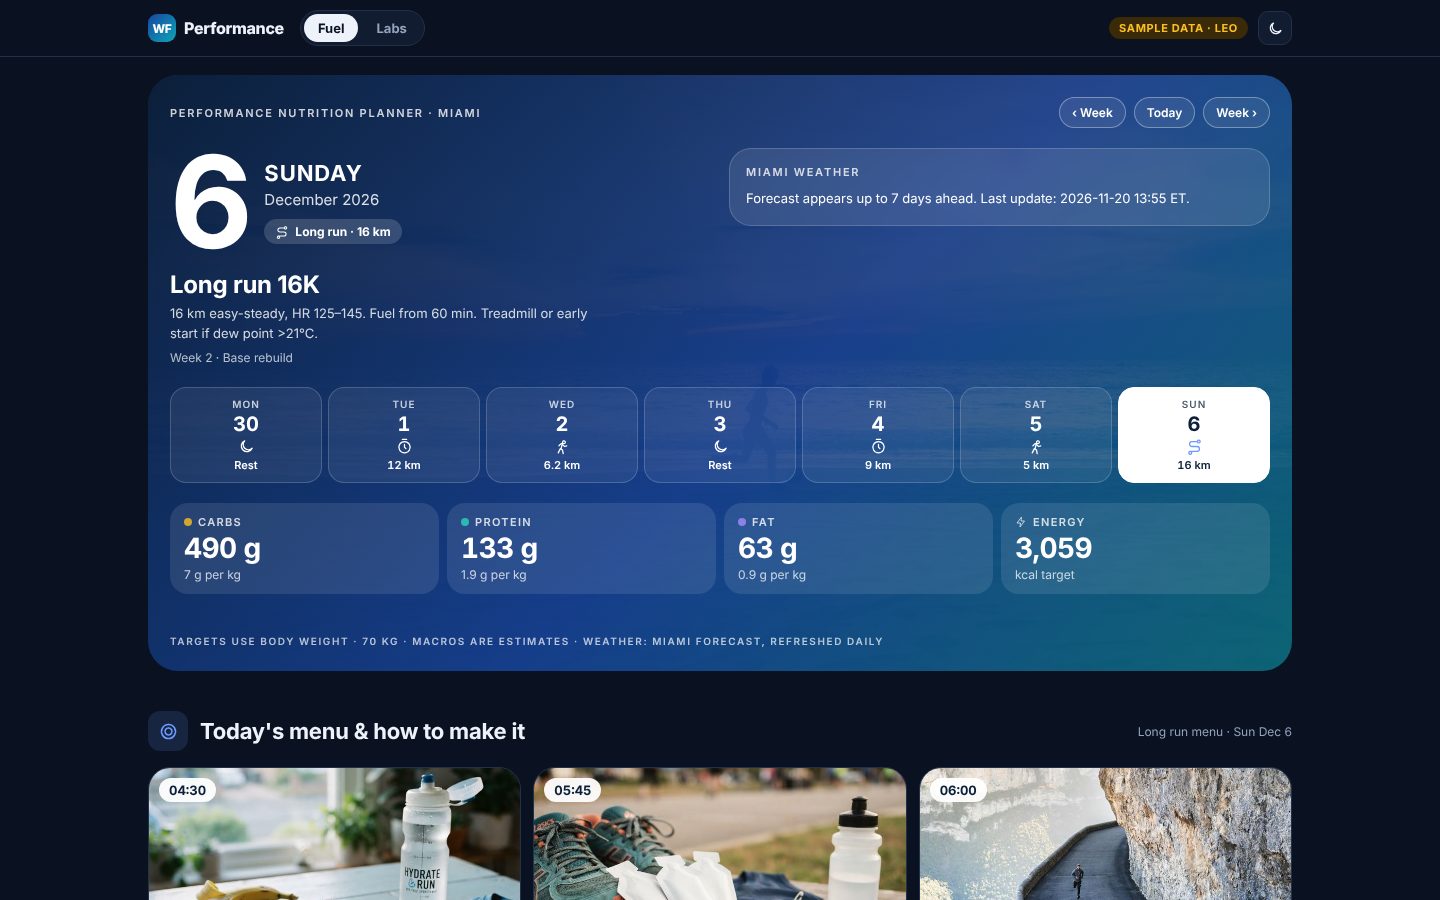 WF Performance Fuel Labs SAMPLE DATA · LEO
PERFORMANCE NUTRITION PLANNER · MIAMI
‹ Week Today Week ›
6
SUNDAY
December 2026
Long run · 16 km
MIAMI WEATHER
Forecast appears up to 7 days ahead. Last update: 2026-11-20 13:55 ET.
Long run 16K
16 km easy-steady, HR 125–145. Fuel from 60 min. Treadmill or early
start if dew point >21°C.
Week 2 · Base rebuild
MON TUE WED THU FRI SAT SUN
30 1 2 3 4 5 6
Rest 12 km 6.2 km Rest 9 km 5 km 16 km
CARBS PROTEIN FAT ENERGY
490 g 133 g 63 g 3,059
7 g per kg 1.9 g per kg 0.9 g per kg kcal target
TARGETS USE BODY WEIGHT · 70 KG · MACROS ARE ESTIMATES · WEATHER: MIAMI FORECAST, REFRESHED DAILY
Today's menu & how to make it
Long run menu · Sun Dec 6
04:30 05:45 06:00
HYDRATE
& RUN